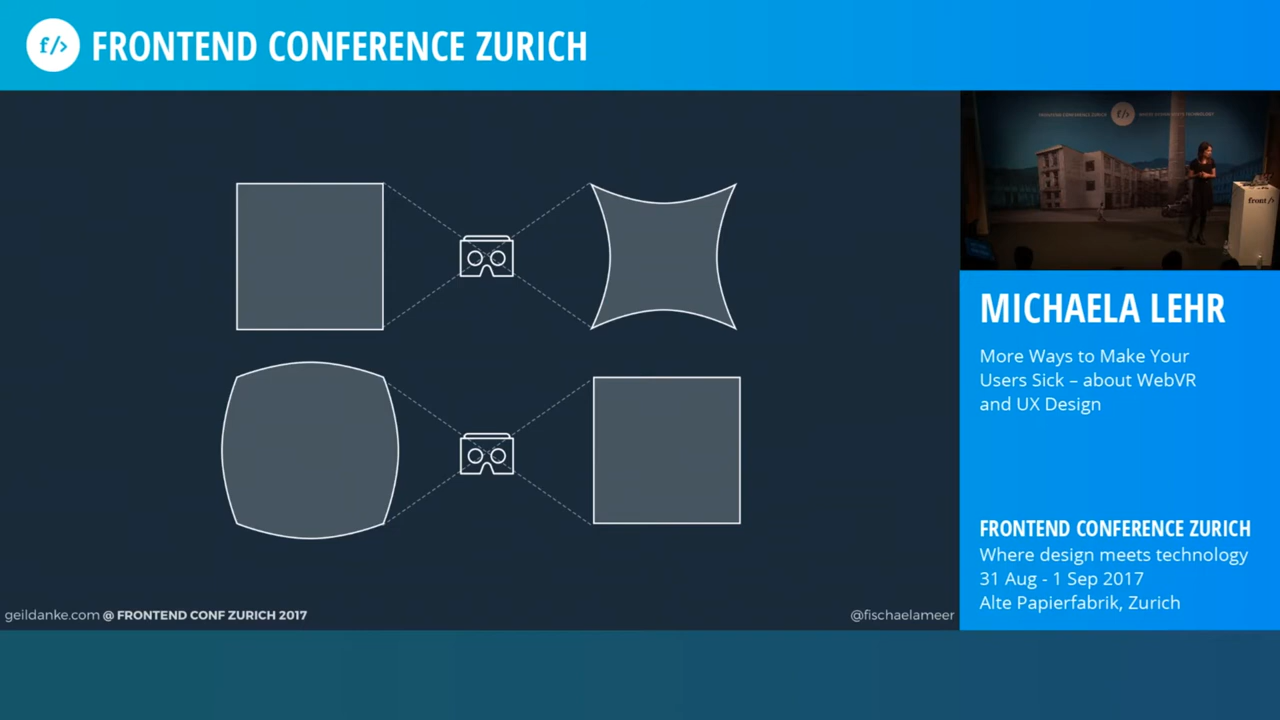 f/>
FRONTEND CONFERENCE ZURICH
f/>
front />
MICHAELA LEHR
More Ways to Make Your
Users Sick – about WebVR
and UX Design
FRONTEND CONFERENCE ZURICH
Where design meets technology
31 Aug - 1 Sep 2017
Alte Papierfabrik, Zurich
geildanke.com @ FRONTEND CONF ZURICH 2017
@fischaelameer